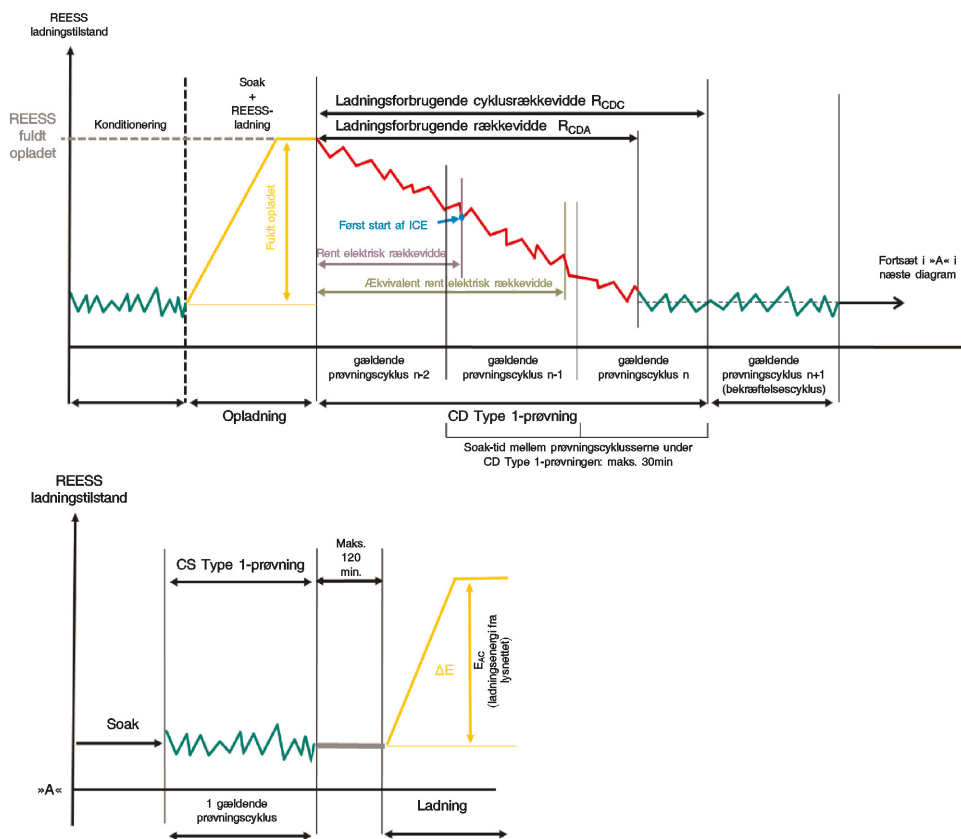 REESS
ladningstilstand
Soak
+
REESS-
ladning
Konditionering
REESS
fuldt
opladet
Ladningsforbrugende cyklusrækkevidde RCDC
Ladningsforbrugende rækkevidde RCDA
Fuldt opladet
Først start af ICE
Rent elektrisk rækkevidde
Ækvivalent rent elektrisk rækkevidde
Fortsæt i »A« i
næste diagram
gældende
prøvningscyklus n-2
gældende
prøvningscyklus n-1
gældende
prøvningscyklus n
gældende
prøvningscyklus n+1
(bekræftelsescyklus)
Opladning
CD Type 1-prøvning
Soak-tid mellem prøvningscyklusserne under
CD Type 1-prøvningen: maks. 30min
REESS
ladningstilstand
CS Type 1-prøvning
Maks.
120
min.
ΔE
EAC
(ladningsenergi fra
lysnettet)
Soak
»A«
1 gældende
prøvningscyklus
Ladning